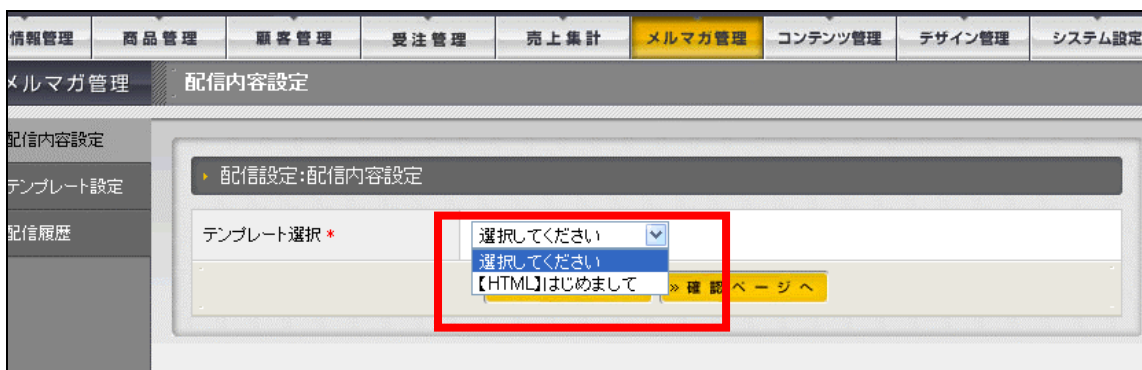 情報管理 商品管理 顧客管理 受注管理 売上集計 メルマガ管理 コンテンツ管理 デザイン管理 システム設定
メルマガ管理 配信内容設定
配信内容設定
テンプレート設定
配信履歴
配信設定:配信内容設定
テンプレート選択 *
選択してください
選択してください
【HTML】はじめまして
» 確認ページへ